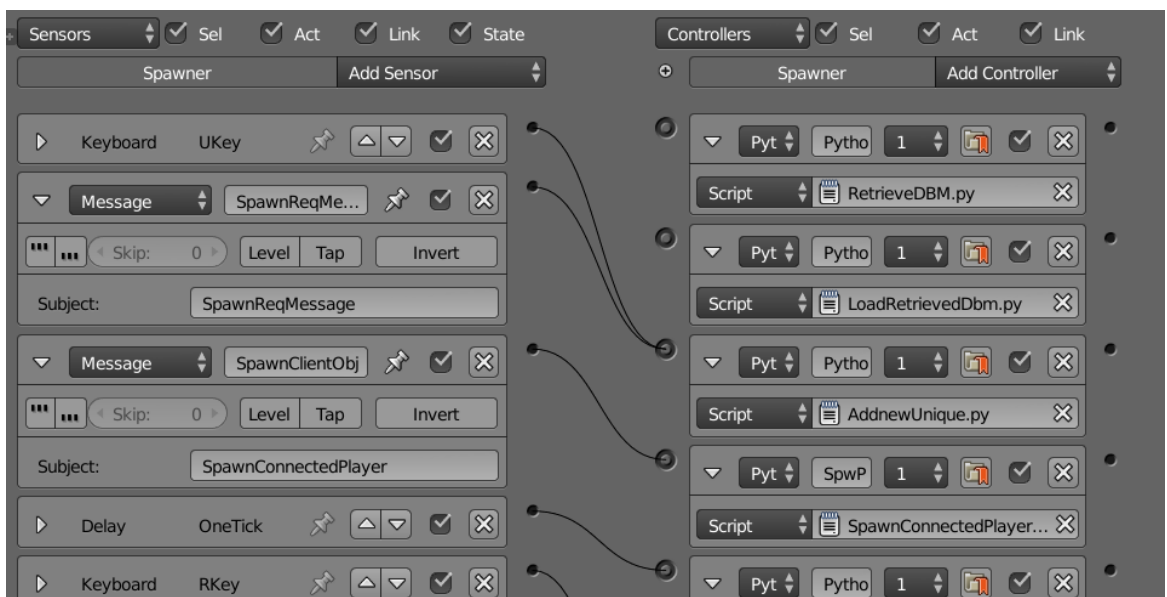 Sensors Sel Act Link State
Controllers Sel Act Link
Spawner Add Sensor
Spawner Add Controller
Keyboard UKey
Message SpawnReqMe...
Skip: 0 Level Tap Invert
Subject: SpawnReqMessage
Message SpawnClientObj
Skip: 0 Level Tap Invert
Subject: SpawnConnectedPlayer
Delay OneTick
Keyboard RKey
Pyt Pytho 1
Script RetrieveDBM.py
Pyt Pytho 1
Script LoadRetrievedDbm.py
Pyt Pytho 1
Script AddnewUnique.py
Pyt SpwP 1
Script SpawnConnectedPlayer...
Pyt Pytho 1